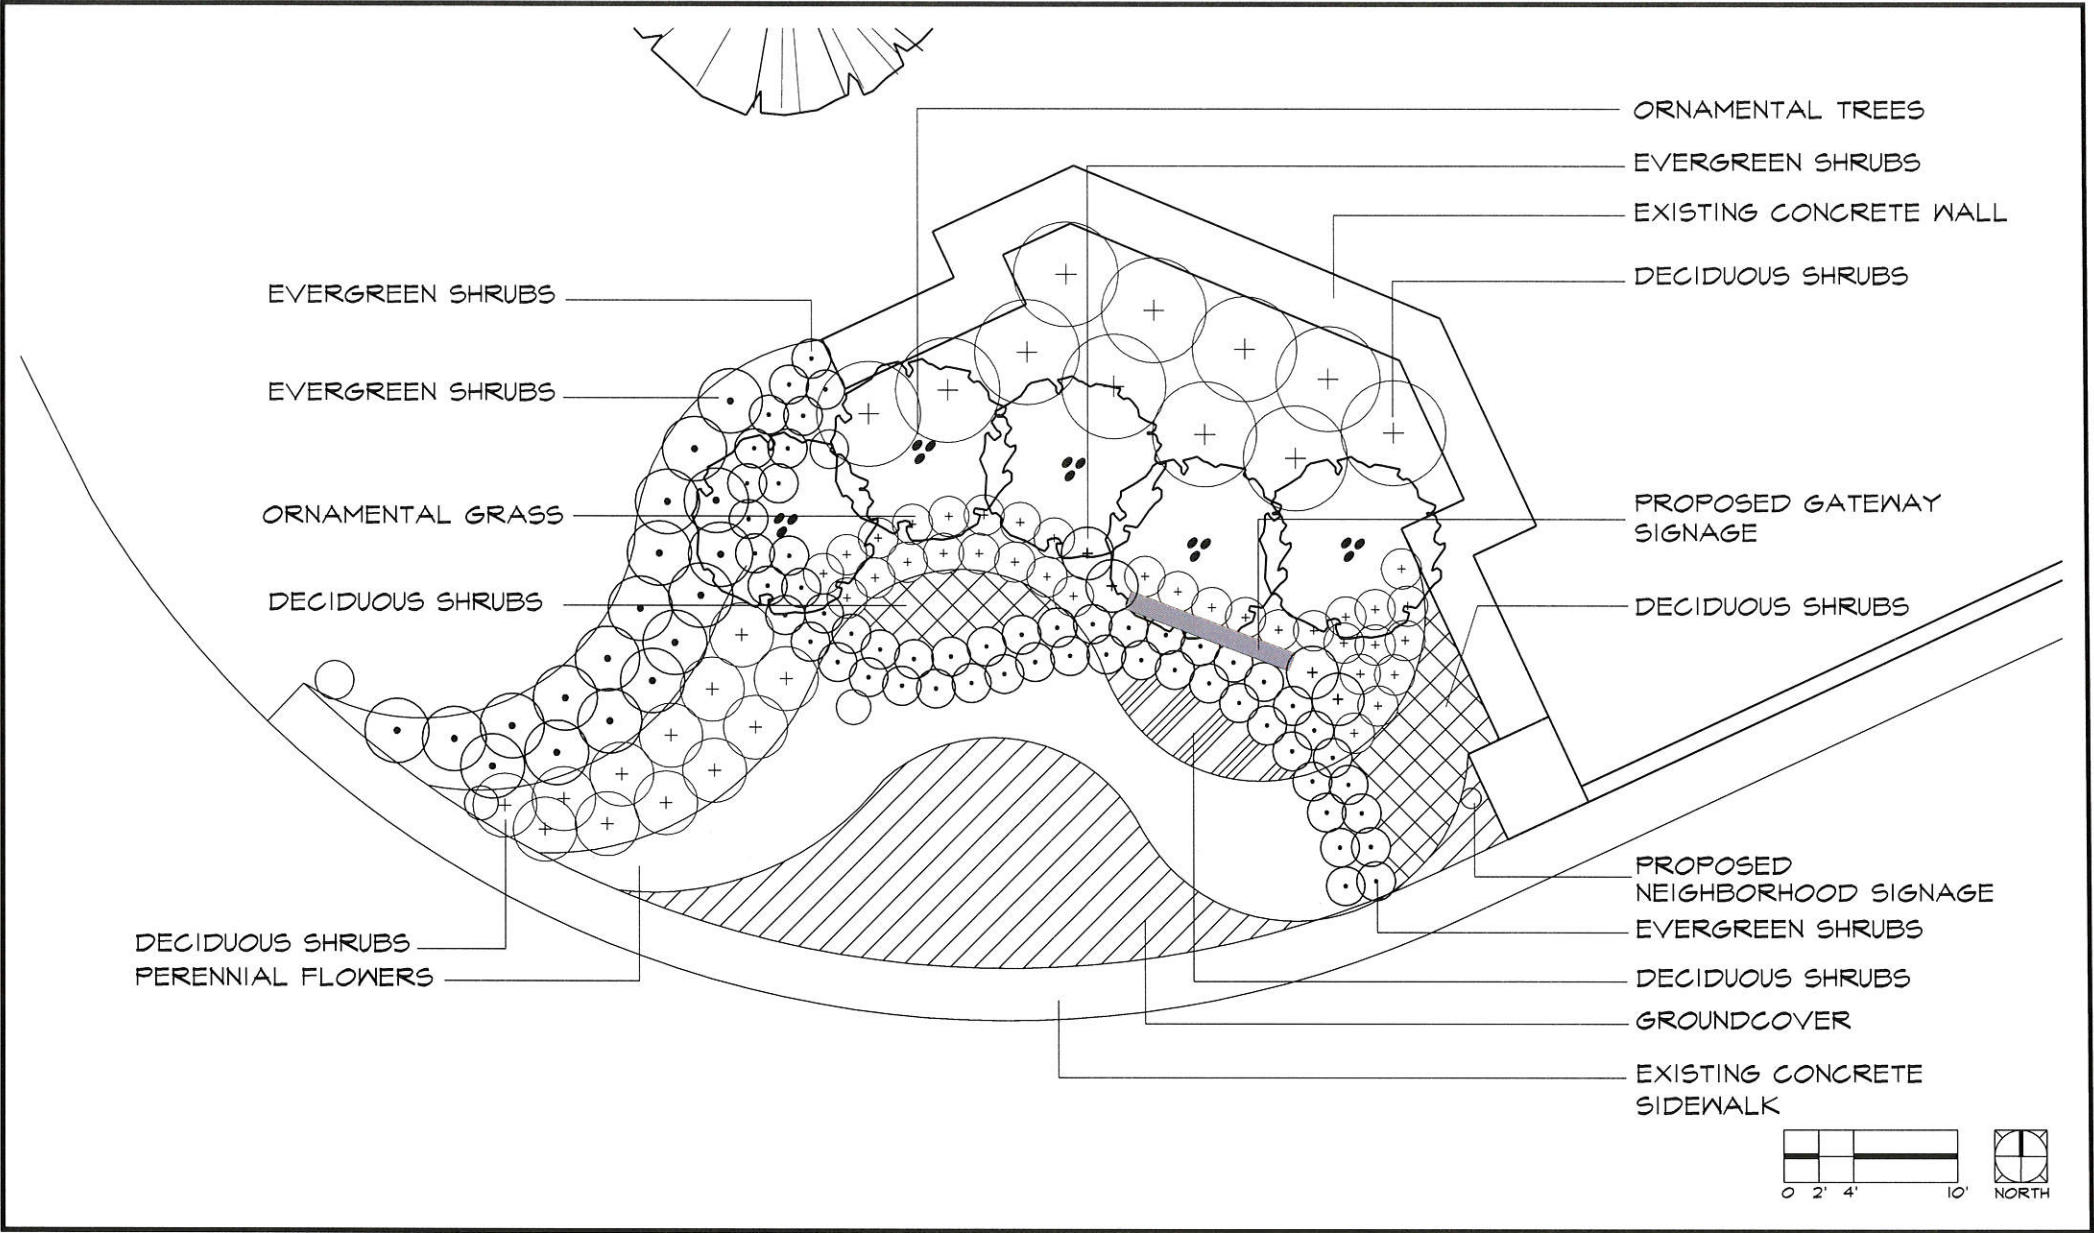 ORNAMENTAL TREES
EVERGREEN SHRUBS
EXISTING CONCRETE WALL
DECIDUOUS SHRUBS
EVERGREEN SHRUBS
EVERGREEN SHRUBS
ORNAMENTAL GRASS
PROPOSED GATEWAY
SIGNAGE
DECIDUOUS SHRUBS
DECIDUOUS SHRUBS
PROPOSED
NEIGHBORHOOD SIGNAGE
EVERGREEN SHRUBS
DECIDUOUS SHRUBS
PERENNIAL FLOWERS
DECIDUOUS SHRUBS
GROUNDCOVER
EXISTING CONCRETE
SIDEWALK
0 2' 4' 10'
NORTH